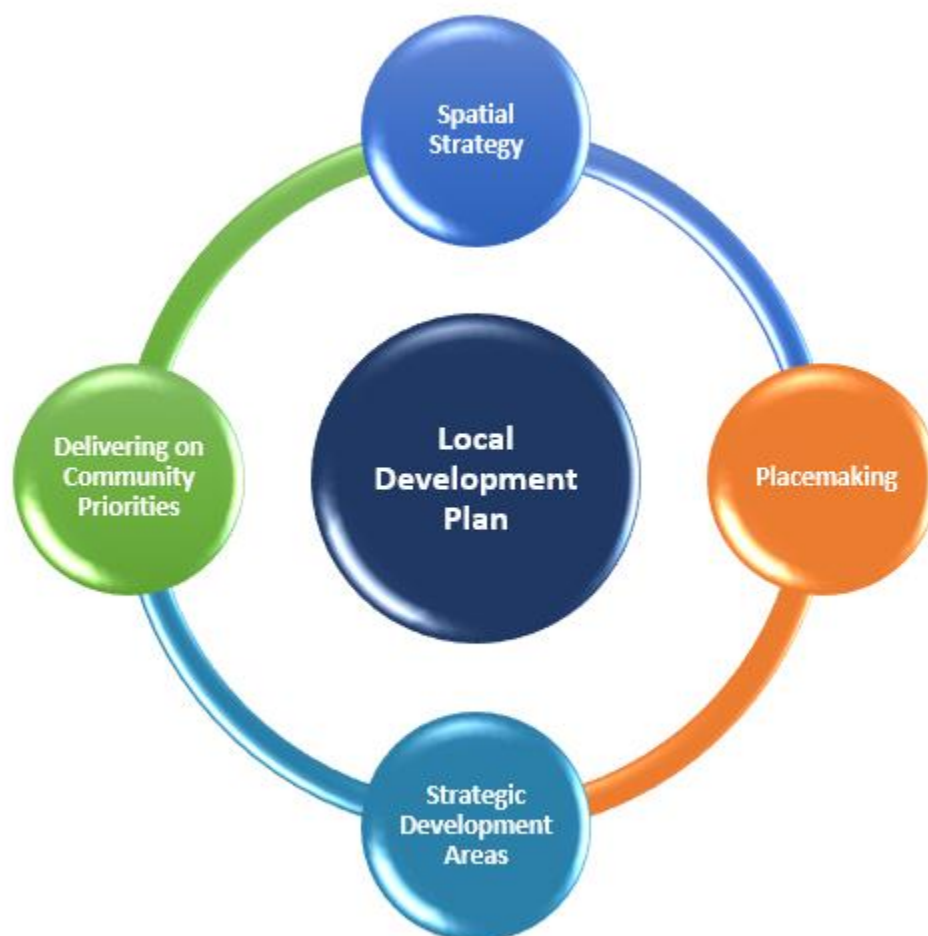 Spatial
Strategy
Delivering on
Community
Priorities
Local
Development
Plan
Placemaking
Strategic
Development
Areas